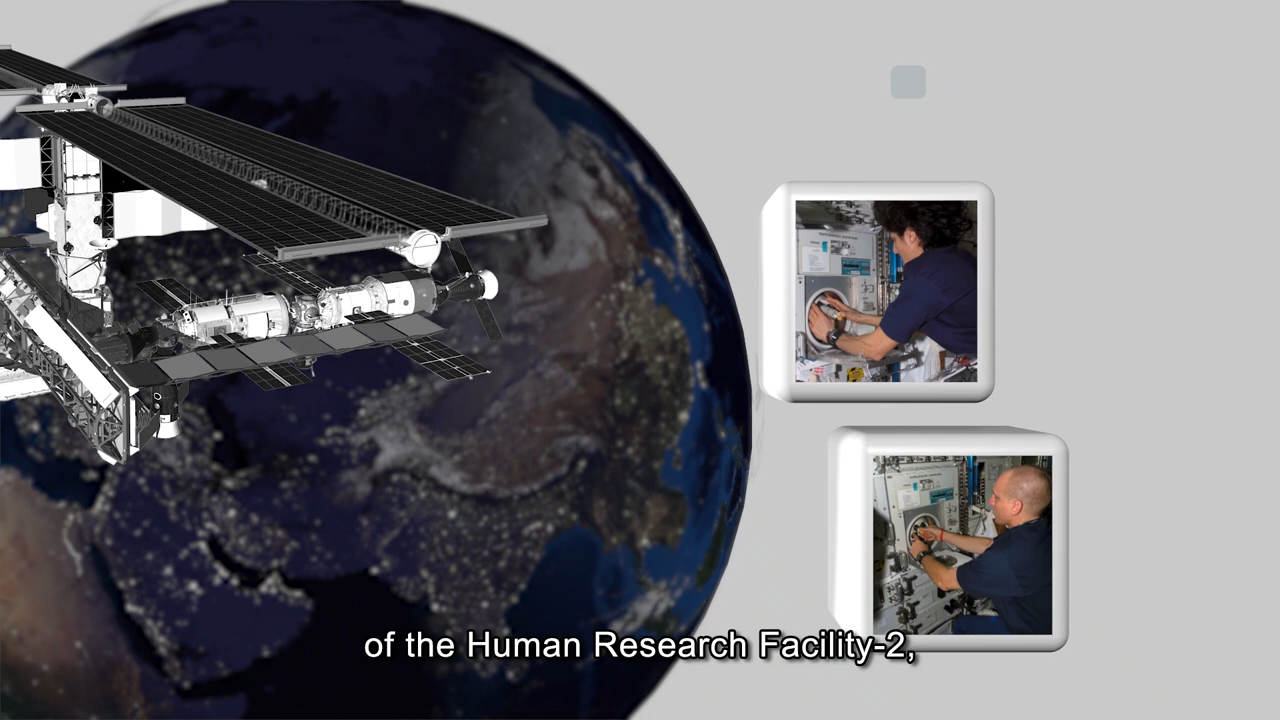 of the Human Research Facility-2,